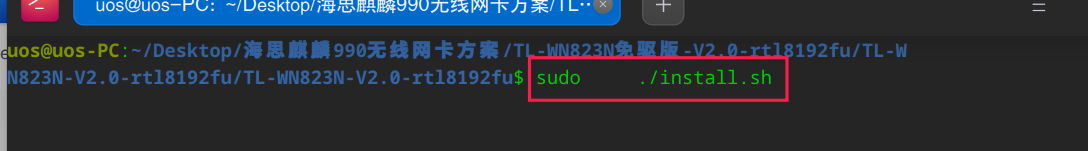 uos@uos-PC: ~/Desktop/海思麒麟990无线网卡方案/TL-··
uos@uos-PC:~/Desktop/海思麒麟990无线网卡方案/TL-WN823N免驱版-V2.0-rtl8192fu/TL-W
N823N-V2.0-rtl8192fu/TL-WN823N-V2.0-rtl8192fu$ sudo     ./install.sh